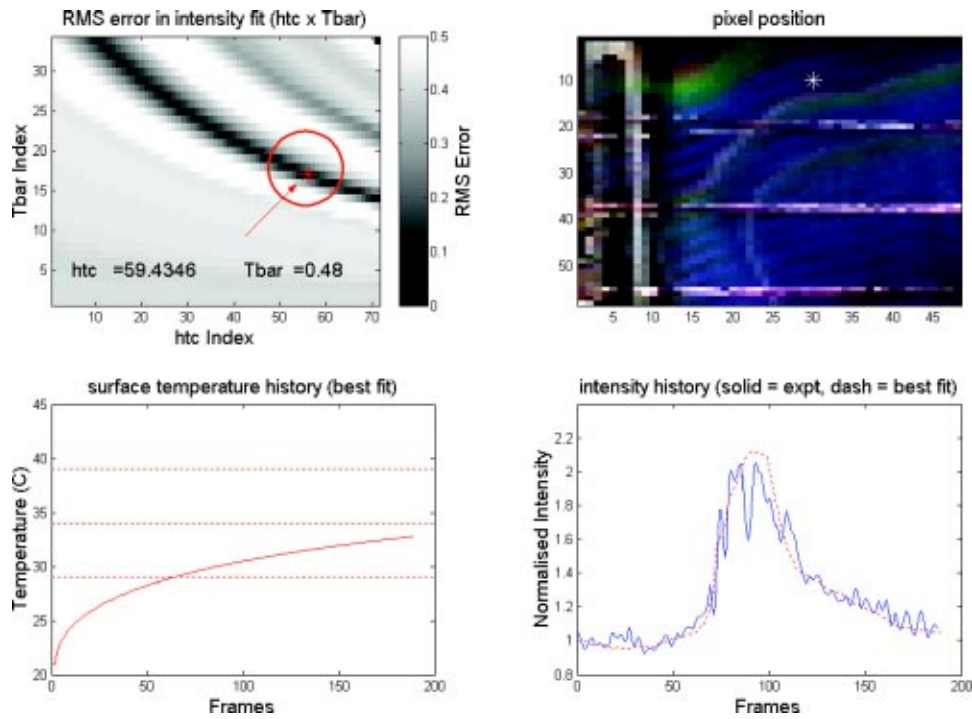 RMS error in intensity fit (htc x Tbar)
30
25
20
15
10
5
Tbar Index
htc =59.4346 Tbar =0.48
10 20 30 40 50 60 70
htc Index
0.5
0.4
0.3
0.2
0.1
0
RMS Error
pixel position
10
20
30
40
50
5 10 15 20 25 30 35 40 45
surface temperature history (best fit)
45
40
35
30
25
20
Temperature (C)
0 50 100 150 200
Frames
intensity history (solid = expt, dash = best fit)
2.2
2
1.8
1.6
1.4
1.2
1
0.8
Normalised Intensity
0 50 100 150 200
Frames